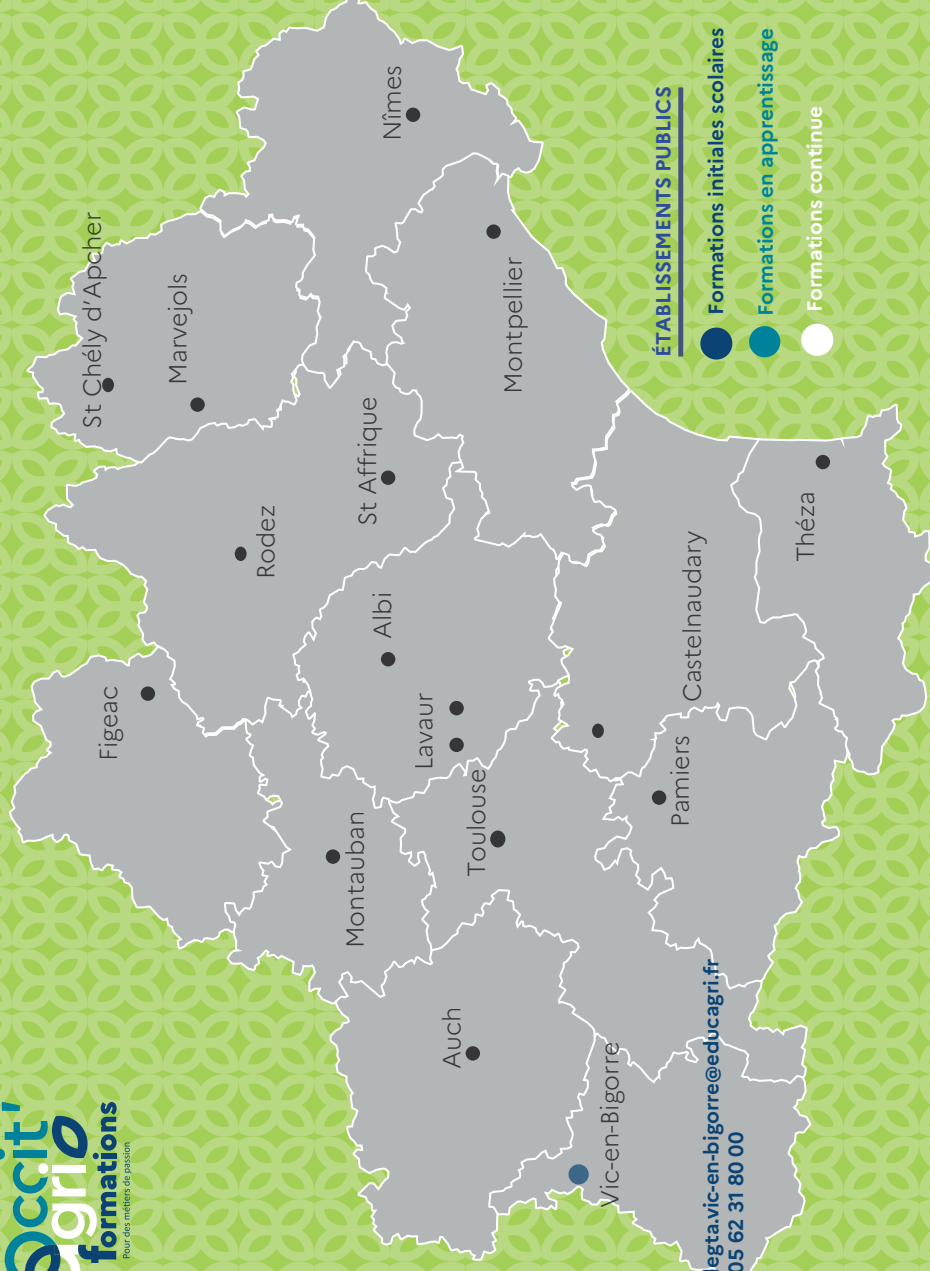 Occit'
agri
formations
Pour des métiers de passion
Figeac
St Chély d'Apcher
Marvejols
Rodez
Nîmes
St Affrique
Montauban
Albi
Lavaur
Auch
Toulouse
Montpellier
Vic-en-Bigorre
Pamiers
Castelnaudary
Théza
legta.vic-en-bigorre@educagri.fr
05 62 31 80 00
ÉTABLISSEMENTS PUBLICS
Formations initiales scolaires
Formations en apprentissage
Formations continue